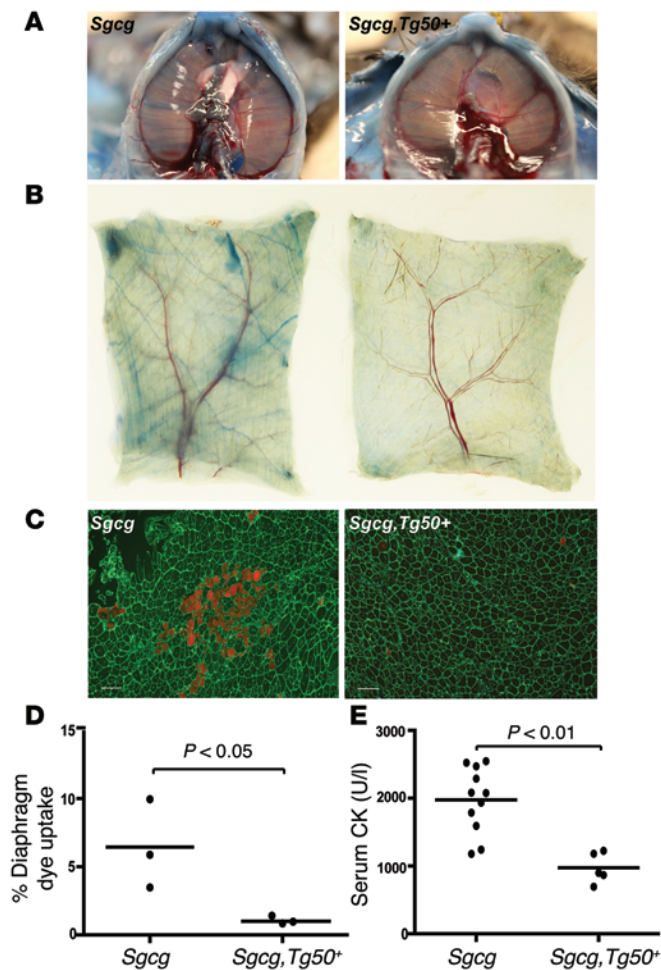 A
Sgcg
Sgcg,Tg50+
B
C
Sgcg
Sgcg,Tg50+
D
15
10
5
0
% Diaphragm
dye uptake
P < 0.05
Sgcg
Sgcg,Tg50⁺
E
3000
2000
1000
0
Serum CK (U/l)
P < 0.01
Sgcg
Sgcg,Tg50⁺